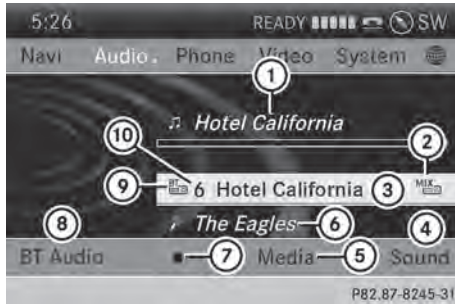 5:26 READY SW
Navi Audio Phone Video System
1
♫ Hotel California
10 2
9 BT 6 Hotel California 3 MIX
The Eagles 6
8 4
BT Audio 7 Media 5 Sound
P82.87-8245-31